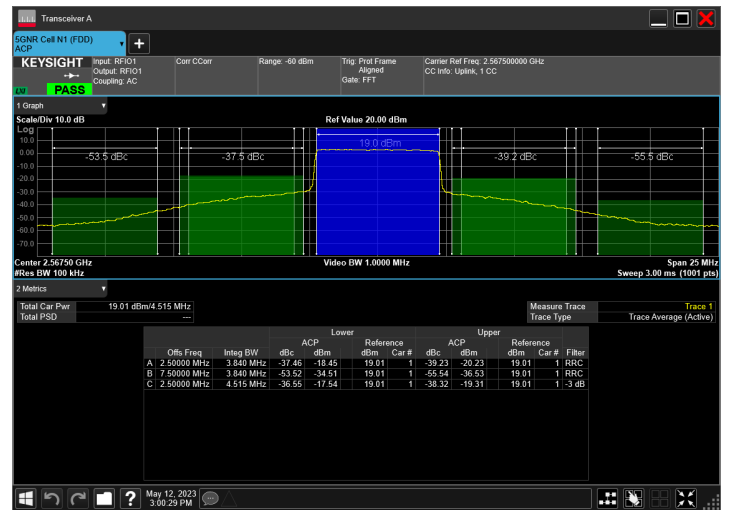 Transceiver A
5GNR Cell N1 (FDD)
ACP
KEYSIGHT
LXI
PASS
Input: RFIO1
Output: RFIO1
Coupling: AC
Corr CCorr
Range: -60 dBm
Trig: Prot Frame
Aligned
Gate: FFT
Carrier Ref Freq: 2.567500000 GHz
CC Info: Uplink, 1 CC
1 Graph
Scale/Div 10.0 dB
Ref Value 20.00 dBm
Log
10.0
0.00
-10.0
-20.0
-30.0
-40.0
-50.0
-60.0
-70.0
-53.5 dBc
-37.5 dBc
19.0 dBm
-39.2 dBc
-55.5 dBc
Center 2.56750 GHz
Video BW 1.0000 MHz
Span 25 MHz
#Res BW 100 kHz
Sweep 3.00 ms (1001 pts)
2 Metrics
Total Car Pwr 19.01 dBm/4.515 MHz
Total PSD ---
Measure Trace Trace 1
Trace Type Trace Average (Active)
Lower Upper
ACP Reference ACP Reference
Offs Freq Integ BW dBc dBm dBm Car # dBc dBm dBm Car # Filter
A 2.50000 MHz 3.840 MHz -37.46 -18.45 19.01 1 -39.23 -20.23 19.01 1 RRC
B 7.50000 MHz 3.840 MHz -53.52 -34.51 19.01 1 -55.54 -36.53 19.01 1 RRC
C 2.50000 MHz 4.515 MHz -36.55 -17.54 19.01 1 -38.32 -19.31 19.01 1 -3 dB
?
May 12, 2023
3:00:29 PM